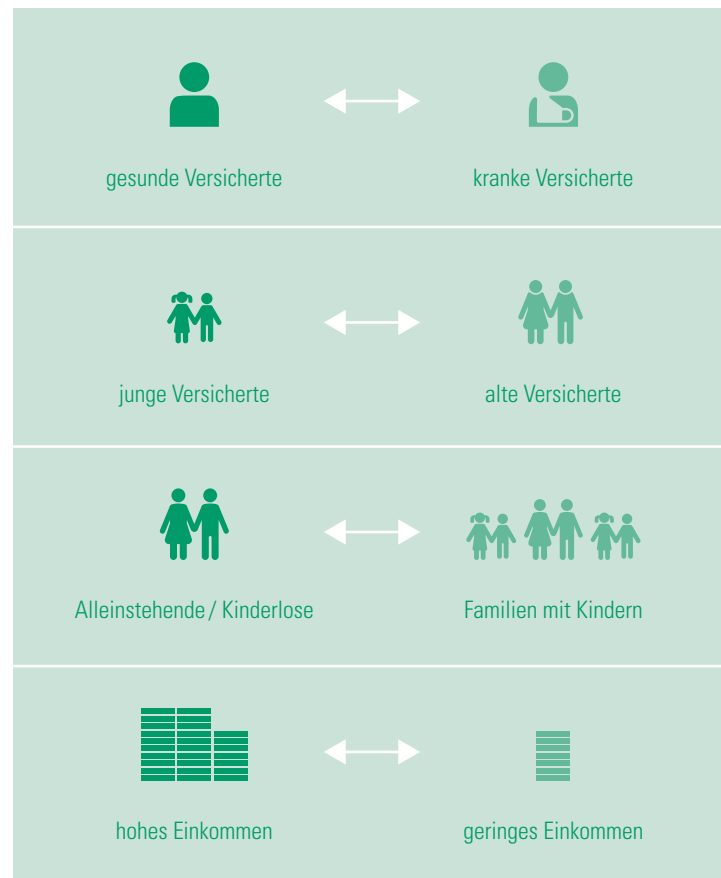 gesunde Versicherte
kranke Versicherte
junge Versicherte
alte Versicherte
Alleinstehende / Kinderlose
Familien mit Kindern
hohes Einkommen
geringes Einkommen